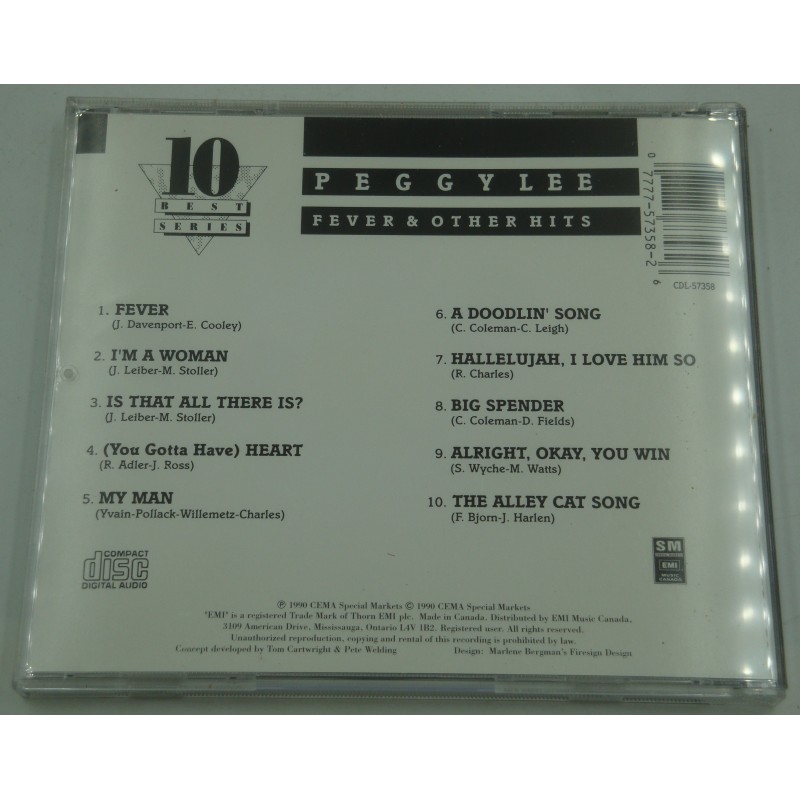 10
BEST
SERIES
PEGGY LEE
FEVER & OTHER HITS
0 7777-57358-2 6
CDL-57358
1. FEVER
(J. Davenport-E. Cooley)
2. I'M A WOMAN
(J. Leiber-M. Stoller)
3. IS THAT ALL THERE IS?
(J. Leiber-M. Stoller)
4. (You Gotta Have) HEART
(R. Adler-J. Ross)
5. MY MAN
(Yvain-Pollack-Willemetz-Charles)
6. A DOODLIN' SONG
(C. Coleman-C. Leigh)
7. HALLELUJAH, I LOVE HIM SO
(R. Charles)
8. BIG SPENDER
(C. Coleman-D. Fields)
9. ALRIGHT, OKAY, YOU WIN
(S. Wyche-M. Watts)
10. THE ALLEY CAT SONG
(F. Bjorn-J. Harlen)
COMPACT
disc
DIGITAL AUDIO
SM
EMI
MUSIC
CANADA
℗ 1990 CEMA Special Markets © 1990 CEMA Special Markets
"EMI" is a registered Trade Mark of Thorn EMI plc. Made in Canada. Distributed by EMI Music Canada,
3109 American Drive, Mississauga, Ontario L4V 1B2. Registered user. All rights reserved.
Unauthorized reproduction, copying and rental of this recording is prohibited by law.
Concept developed by Tom Cartwright & Pete Welding
Design: Marlene Bergman's Firesign Design